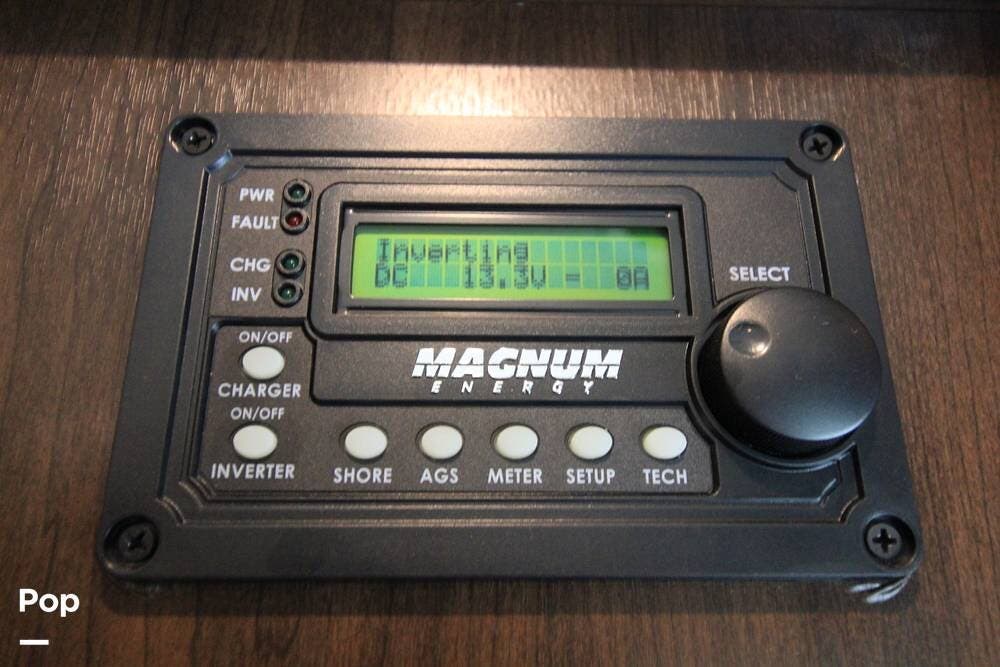 PWR
FAULT
CHG
INV
Inverting
DC 13.3V = 0A
SELECT
ON/OFF
CHARGER
ON/OFF
INVERTER
MAGNUM
ENERGY
SHORE
AGS
METER
SETUP
TECH
Pop